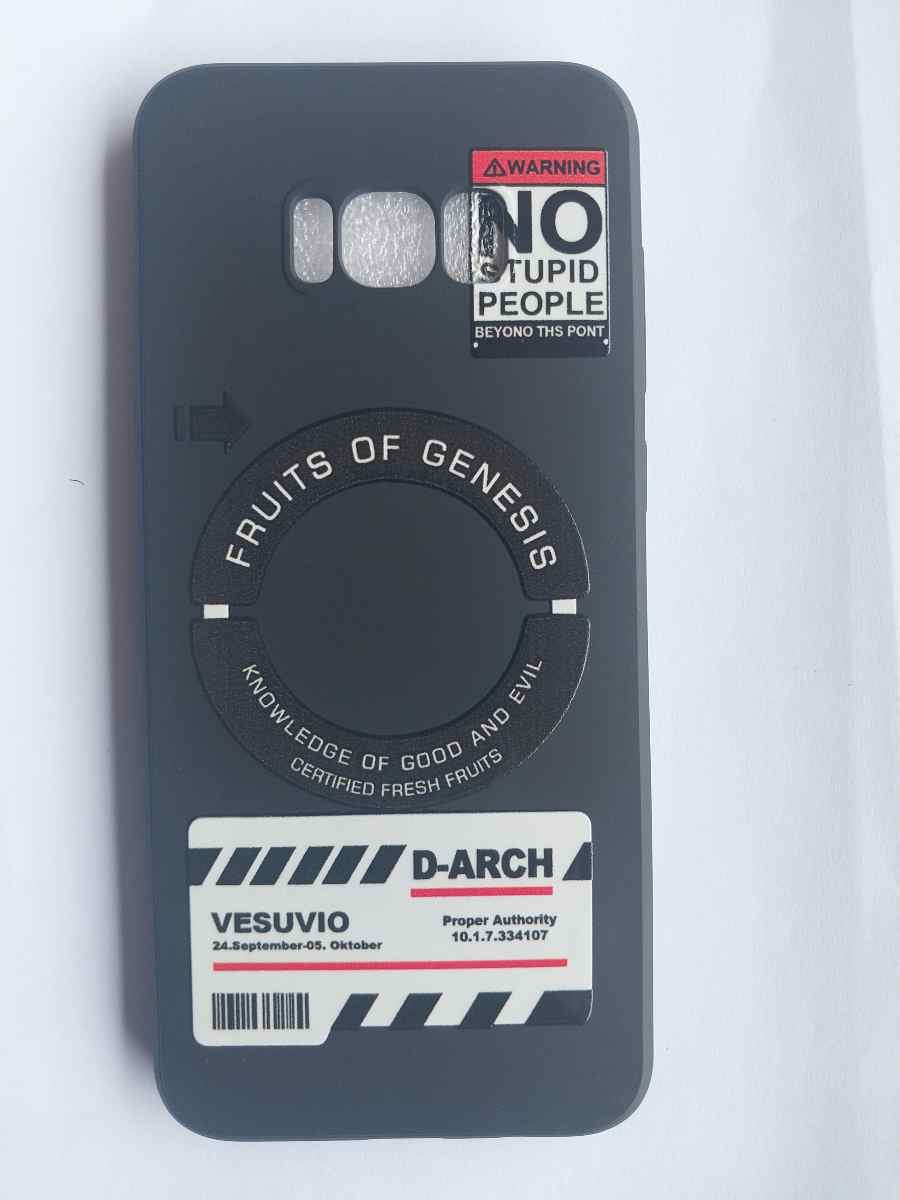 WARNING
NO
STUPID
PEOPLE
BEYONO THS PONT
FRUITS OF GENESIS
KNOWLEDGE OF GOOD AND EVIL
CERTIFIED FRESH FRUITS
D-ARCH
VESUVIO
24.September-05. Oktober
Proper Authority
10.1.7.334107